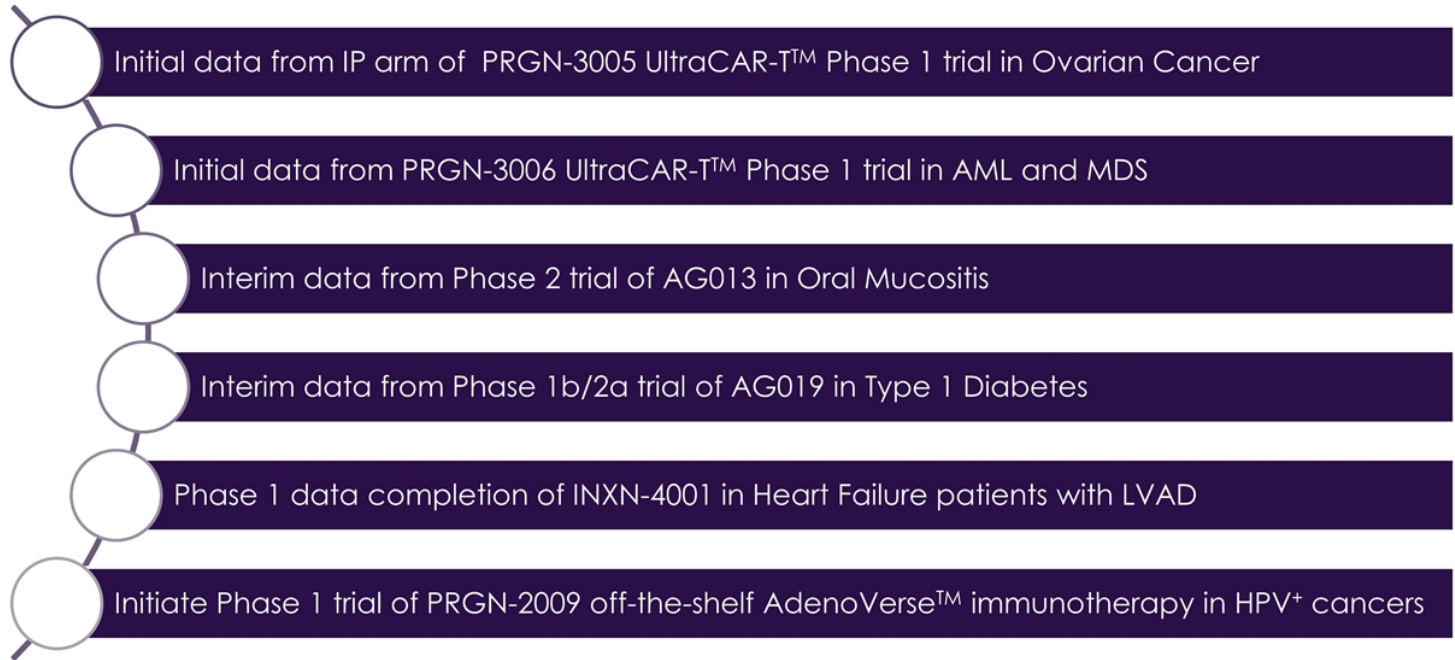 Initial data from IP arm of PRGN-3005 UltraCAR-T™ Phase 1 trial in Ovarian Cancer
Initial data from PRGN-3006 UltraCAR-T™ Phase 1 trial in AML and MDS
Interim data from Phase 2 trial of AG013 in Oral Mucositis
Interim data from Phase 1b/2a trial of AG019 in Type 1 Diabetes
Phase 1 data completion of INXN-4001 in Heart Failure patients with LVAD
Initiate Phase 1 trial of PRGN-2009 off-the-shelf AdenoVerse™ immunotherapy in HPV⁺ cancers